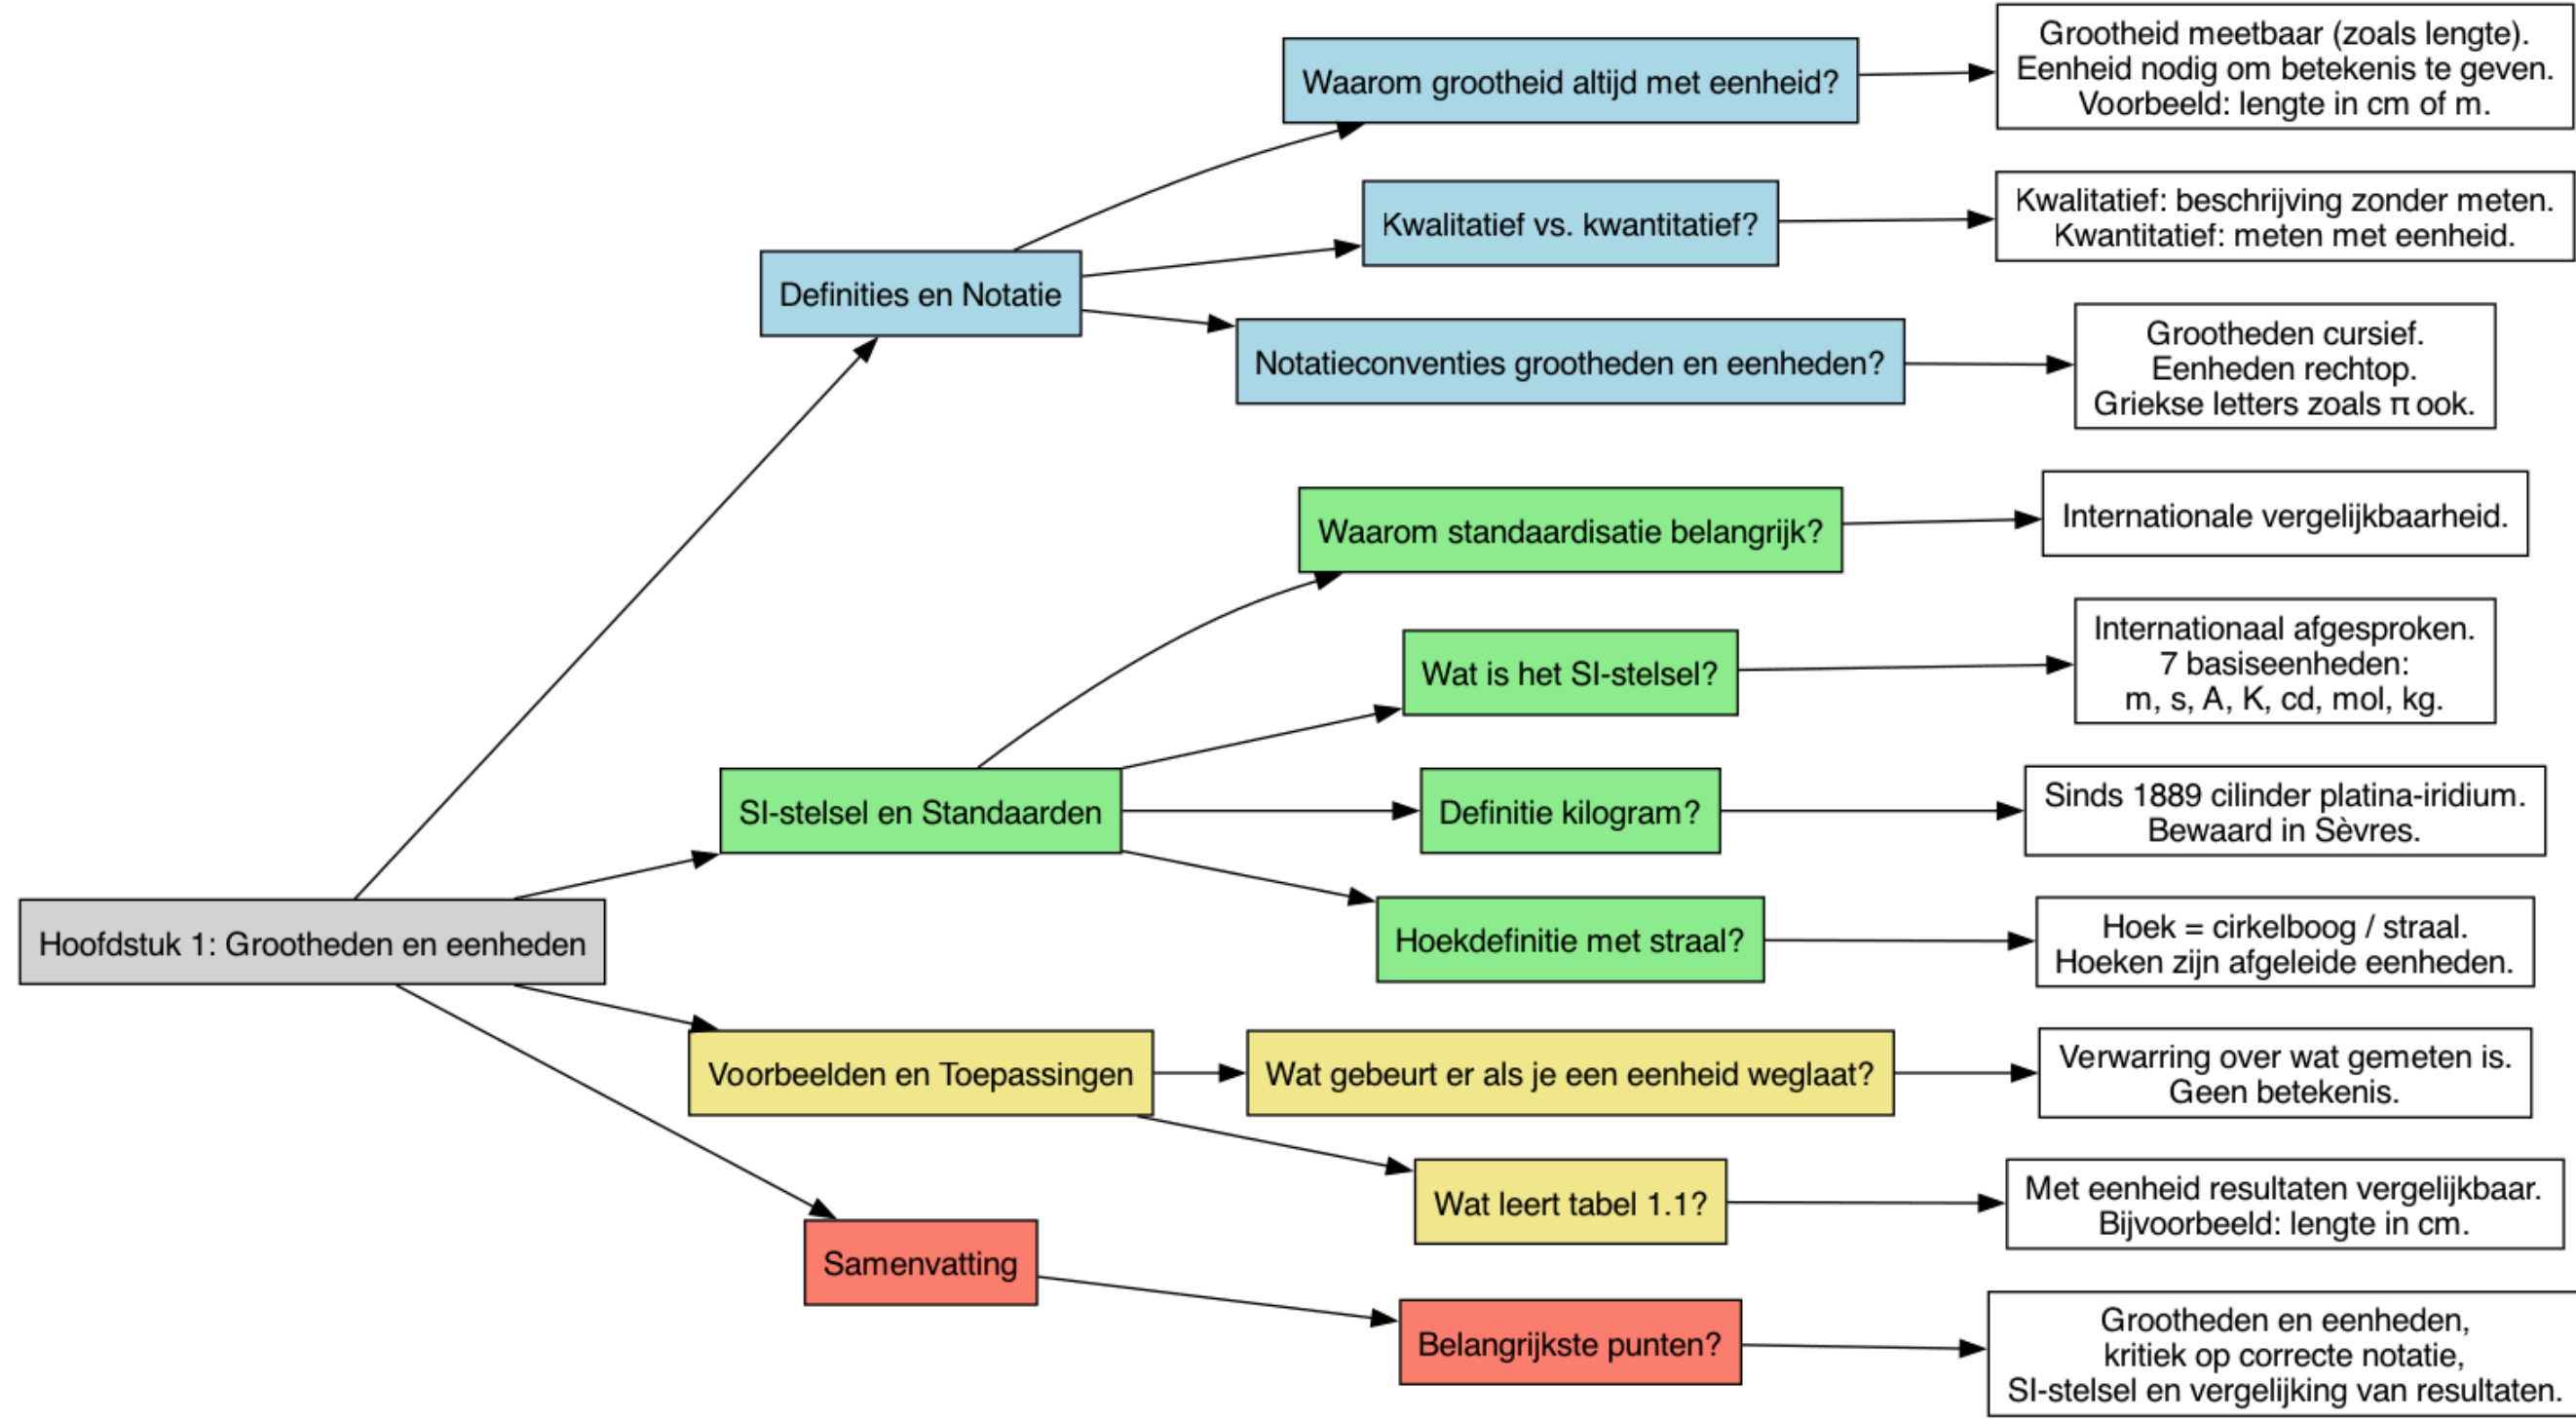 Hoofdstuk 1: Grootheden en eenheden
Definities en Notatie
Waarom grootheid altijd met eenheid?
Grootheid meetbaar (zoals lengte).
Eenheid nodig om betekenis te geven.
Voorbeeld: lengte in cm of m.
Kwalitatief vs. kwantitatief?
Kwalitatief: beschrijving zonder meten.
Kwantitatief: meten met eenheid.
Notatieconventies grootheden en eenheden?
Grootheden cursief.
Eenheden rechtop.
Griekse letters zoals π ook.
SI-stelsel en Standaarden
Waarom standaardisatie belangrijk?
Internationale vergelijkbaarheid.
Wat is het SI-stelsel?
Internationaal afgesproken.
7 basiseenheden:
m, s, A, K, cd, mol, kg.
Definitie kilogram?
Sinds 1889 cilinder platina-iridium.
Bewaard in Sèvres.
Hoekdefinitie met straal?
Hoek = cirkelboog / straal.
Hoeken zijn afgeleide eenheden.
Voorbeelden en Toepassingen
Wat gebeurt er als je een eenheid weglaat?
Verwarring over wat gemeten is.
Geen betekenis.
Wat leert tabel 1.1?
Met eenheid resultaten vergelijkbaar.
Bijvoorbeeld: lengte in cm.
Samenvatting
Belangrijkste punten?
Grootheden en eenheden,
kritiek op correcte notatie,
SI-stelsel en vergelijking van resultaten.